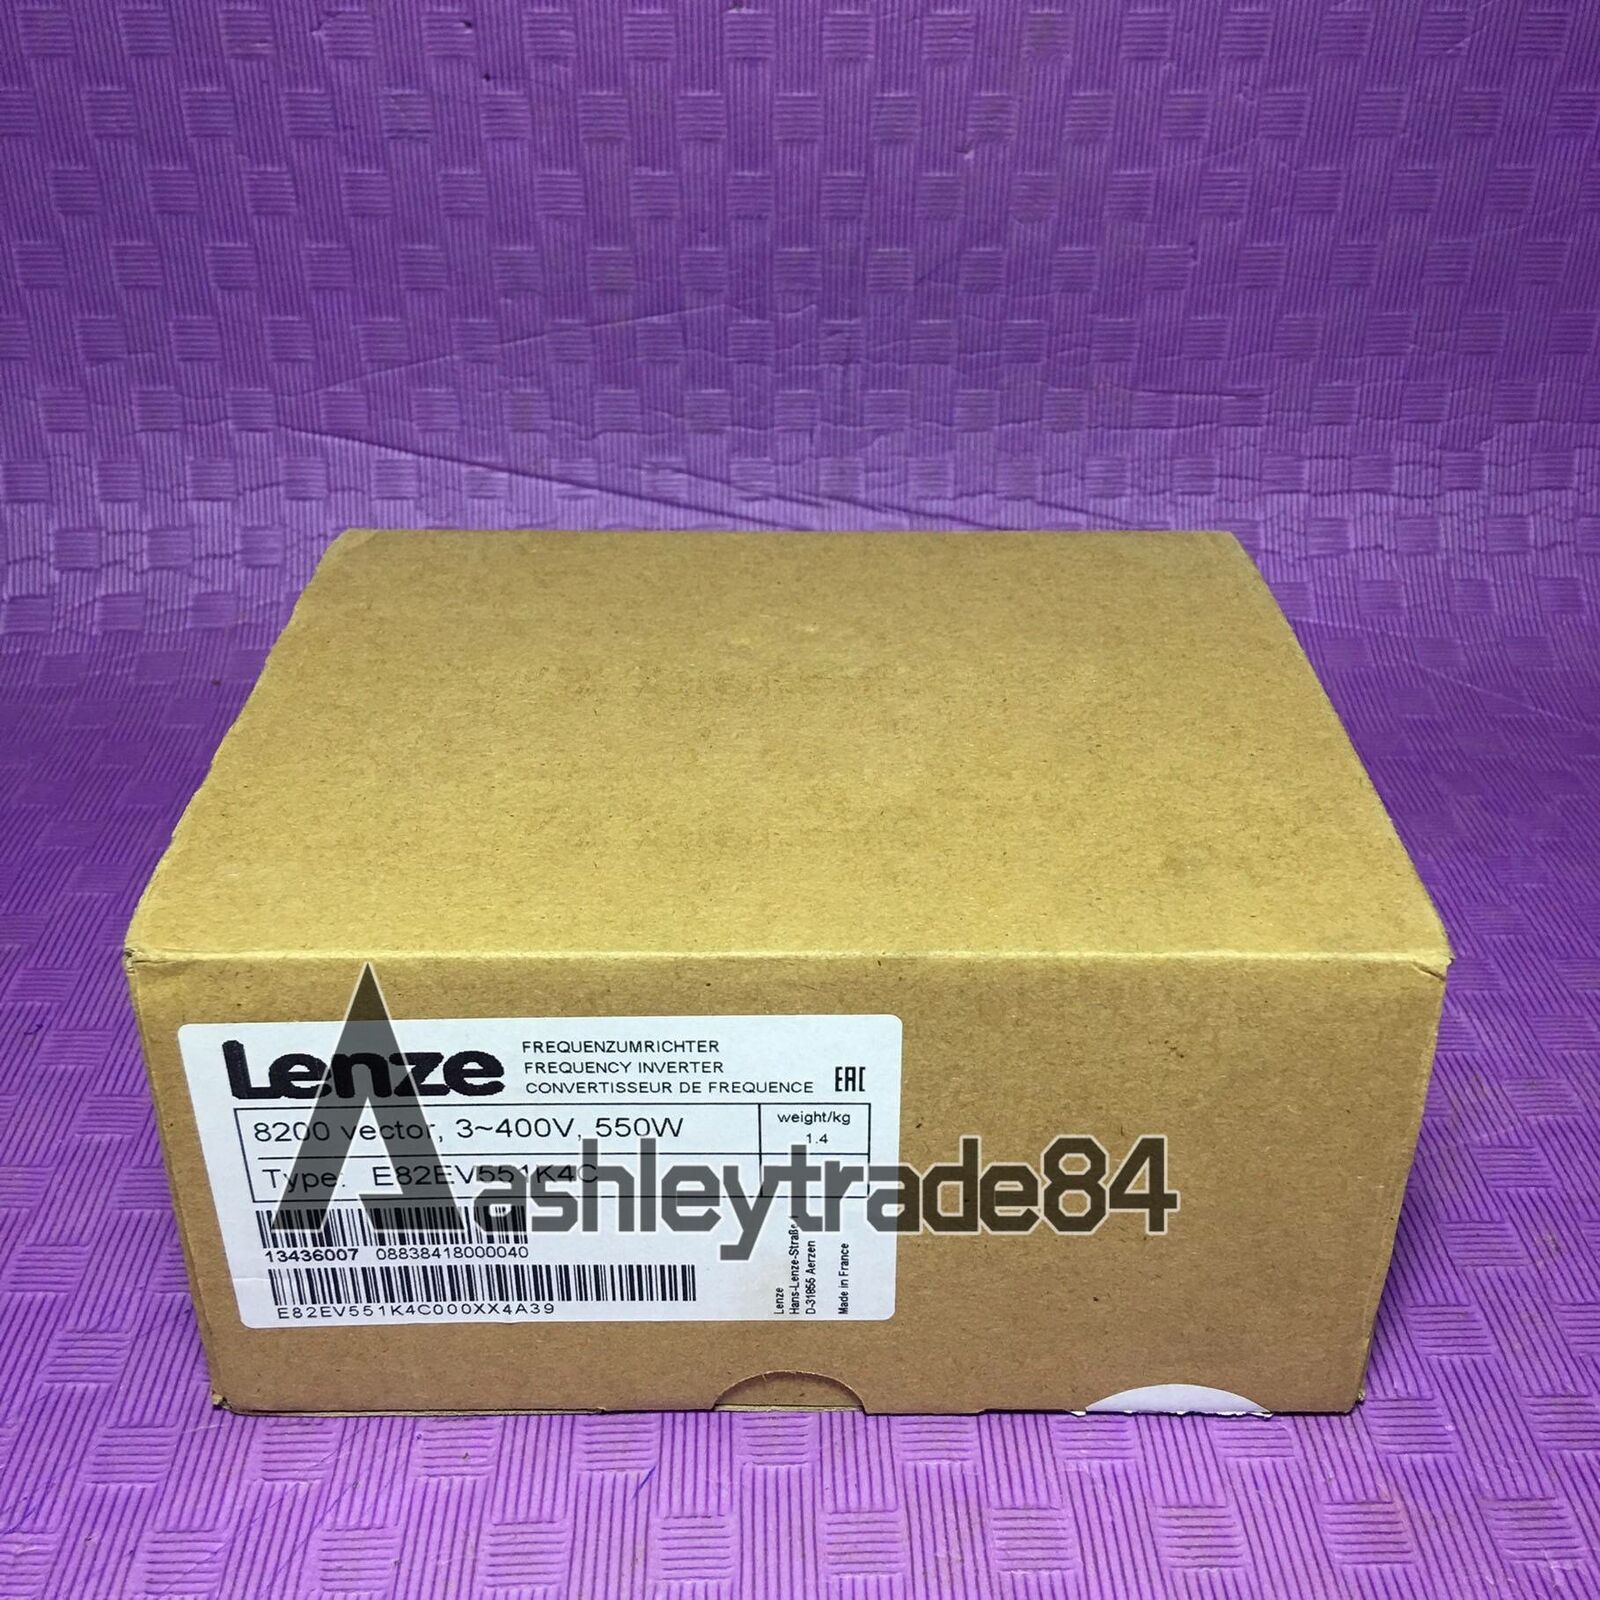 Lenze
FREQUENZUMRICHTER
FREQUENCY INVERTER
CONVERTISSEUR DE FREQUENCE
EAC
8200 vector, 3~400V, 550W
weight/kg
1.4
Type: E82EV551K4C
13436007 08838418000040
E82EV551K4C000XX4A39
Lenze
Hans-Lenze-Straße
D-31855 Aerzen
Made in France
Aashleytrade84